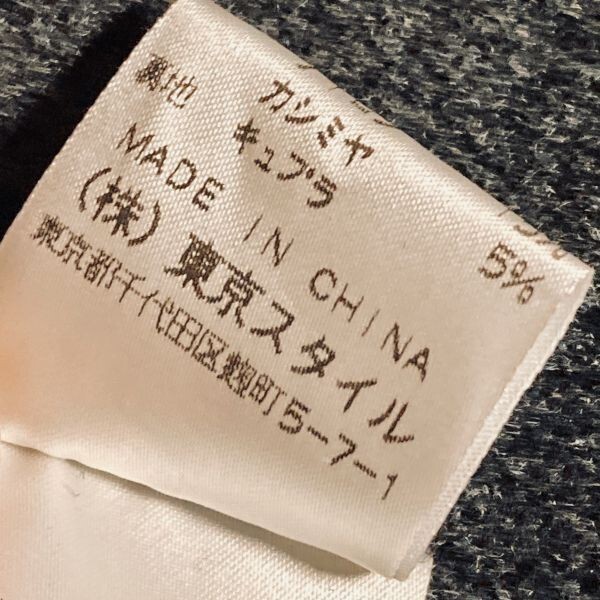 カシミヤ 5%
裏地 キュプラ
MADE IN CHINA
(株) 東京スタイル
東京都千代田区麹町5-7-1